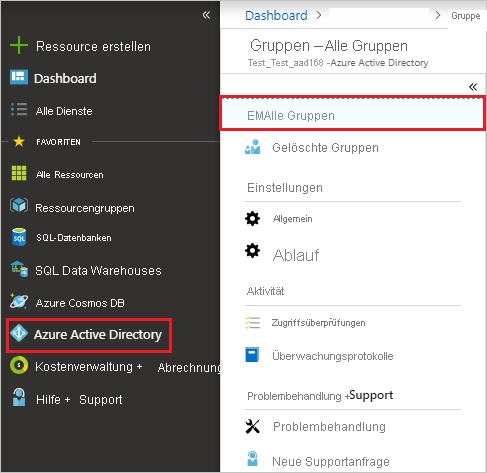 «
Ressource erstellen
Dashboard
Alle Dienste
FAVORITEN
Alle Ressourcen
Ressourcengruppen
SQL-Datenbanken
SQL Data Warehouses
Azure Cosmos DB
Azure Active Directory
Kostenverwaltung + Abrechnung
Hilfe + Support
Dashboard > > Gruppe
Gruppen – Alle Gruppen
Test_Test_aad168 -Azure Active Directory
«
EMAlle Gruppen
Gelöschte Gruppen
Einstellungen
Allgemein
Ablauf
Aktivität
Zugriffsüberprüfungen
Überwachungsprotokolle
Problembehandlung +Support
Problembehandlung
Neue Supportanfrage